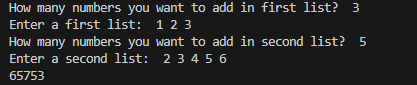 How many numbers you want to add in first list?  3
Enter a first list:  1 2 3
How many numbers you want to add in second list?  5
Enter a second list:  2 3 4 5 6
65753